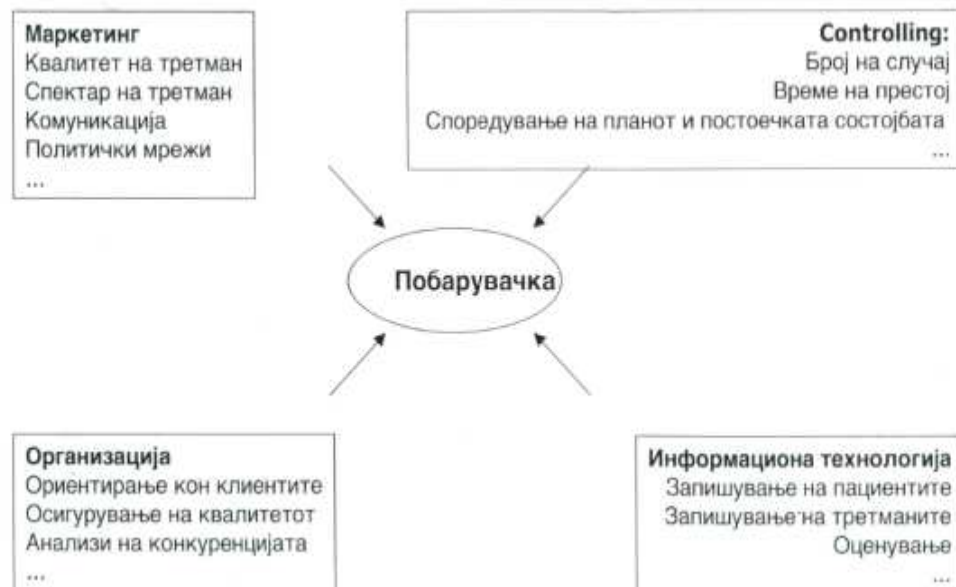 Маркетинг
Квалитет на третман
Спектар на третман
Комуникација
Политички мрежи
...
Controlling:
Број на случај
Време на престој
Споредување на планот и постоечката состојбата
...
Побарувачка
Организација
Ориентирање кон клиентите
Осигурување на квалитетот
Анализи на конкуренцијата
...
Информациона технологија
Запишување на пациентите
Запишување на третманите
Оценување
...